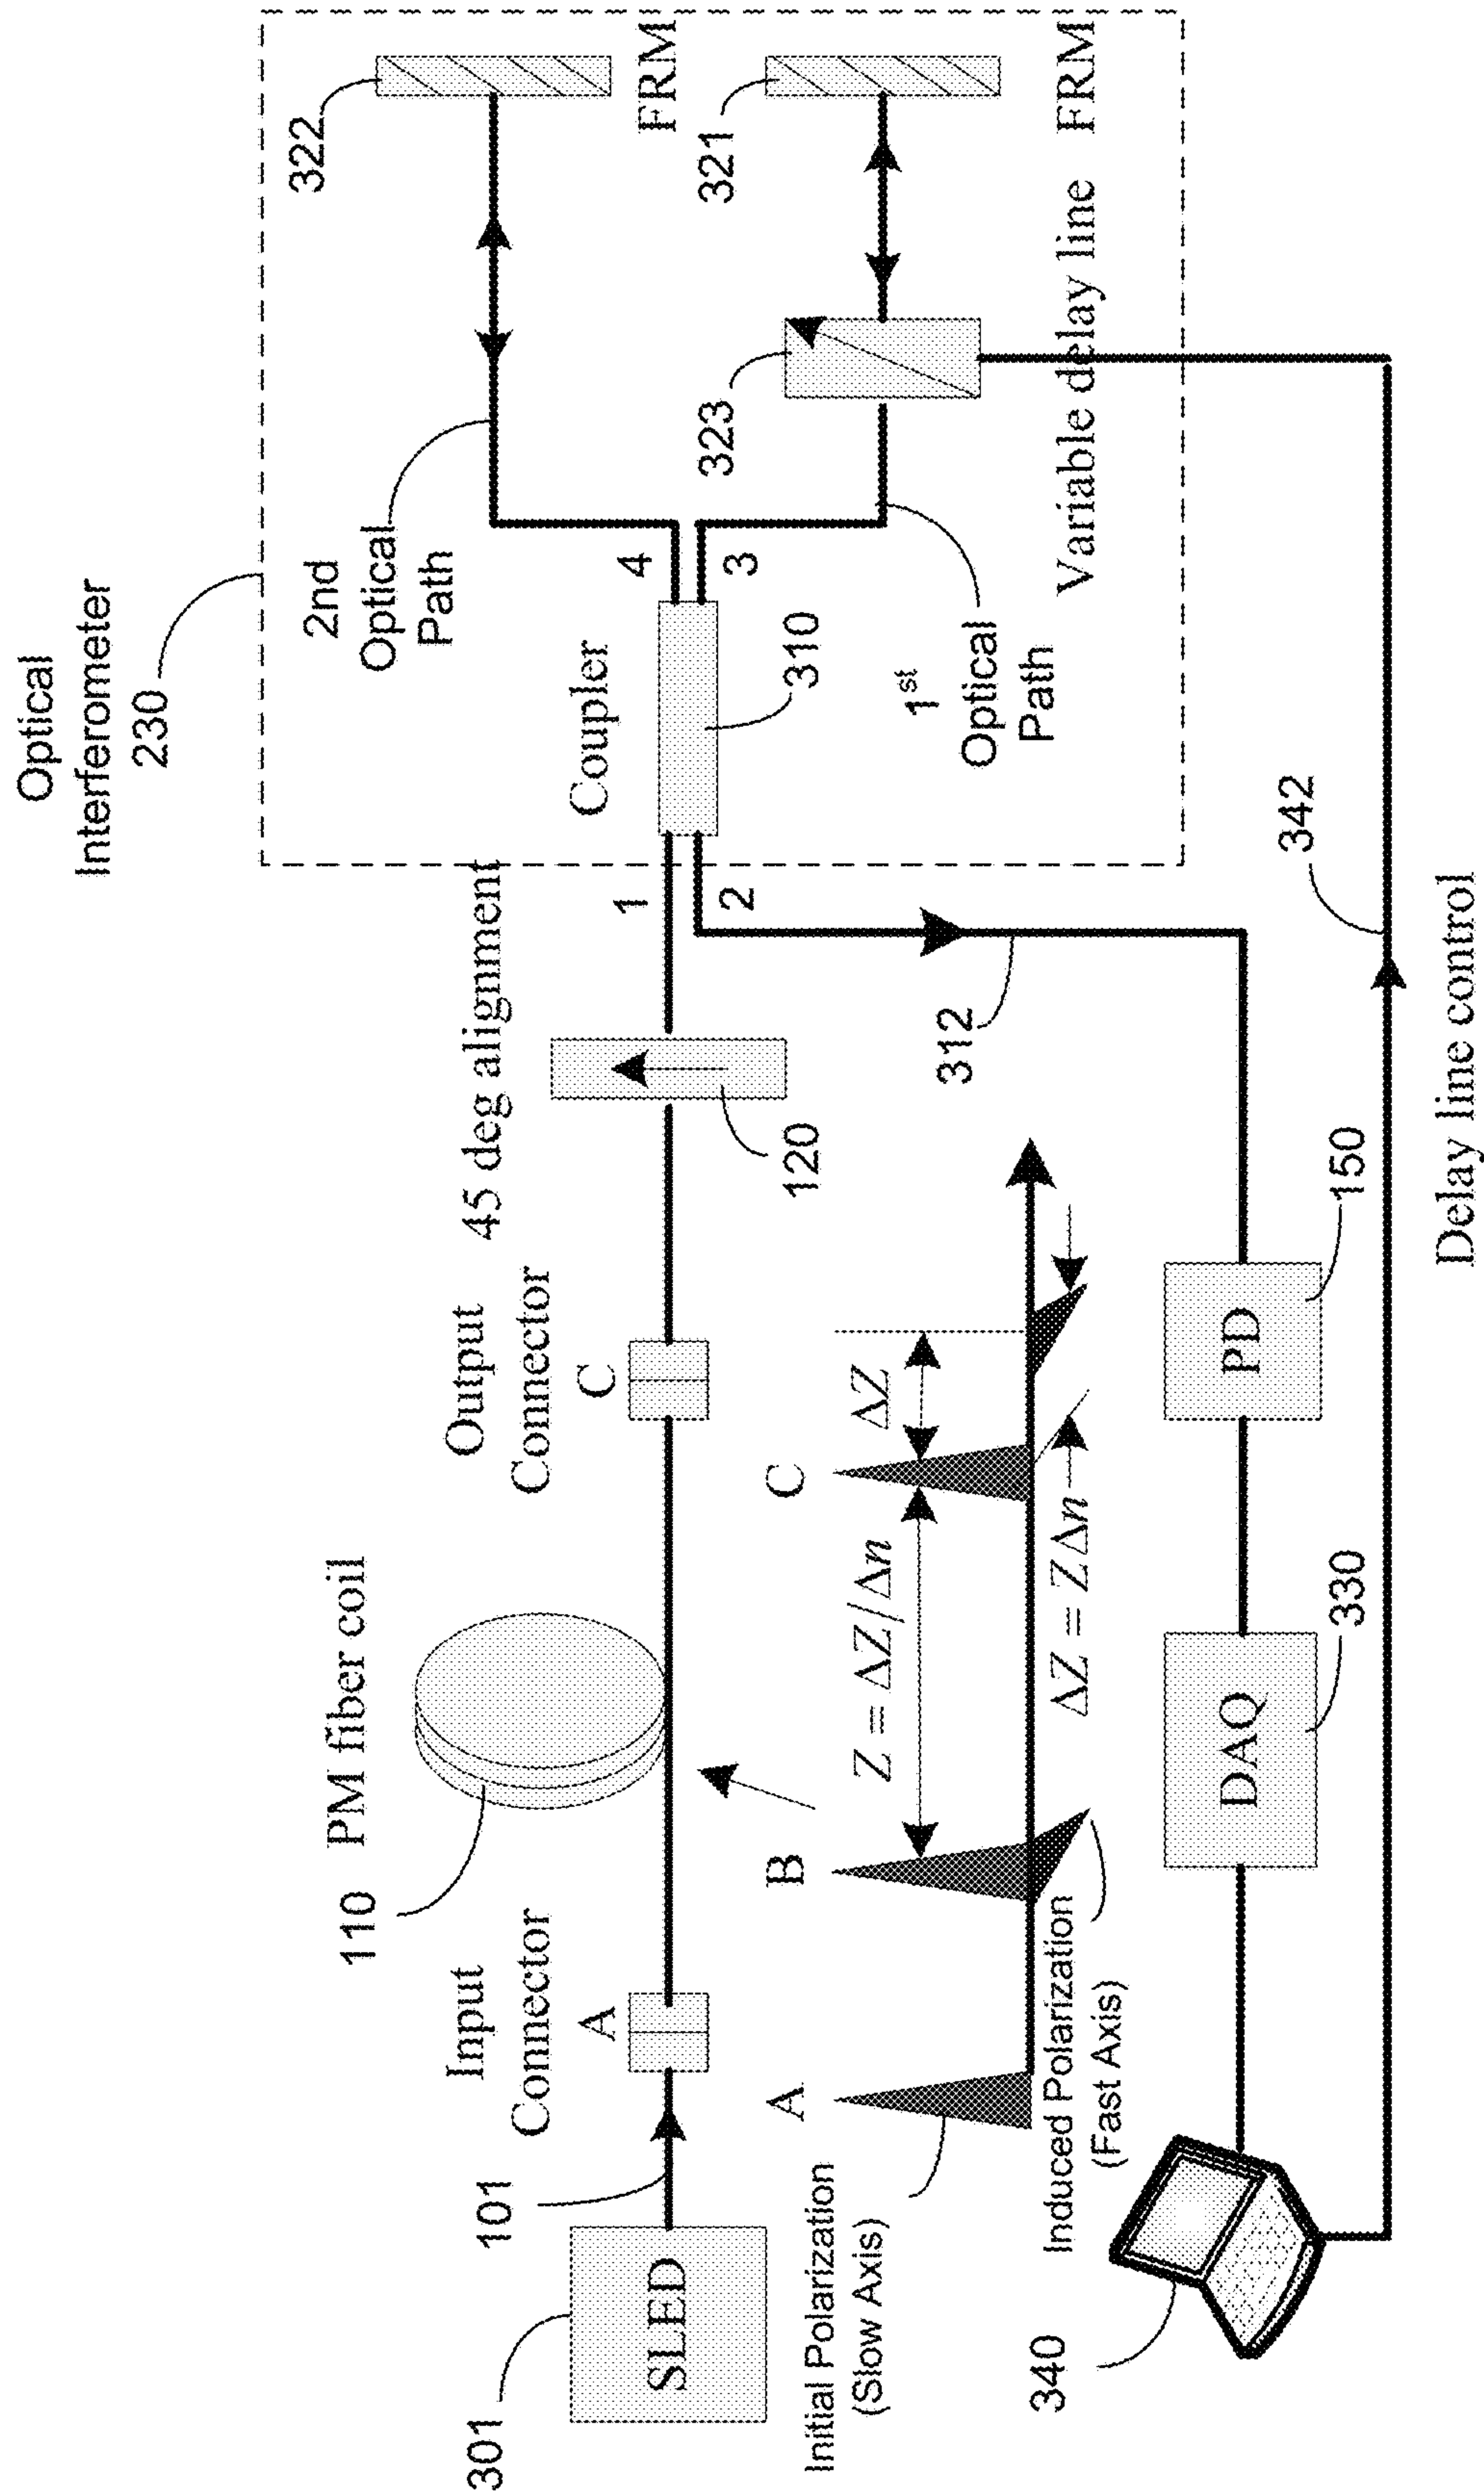 Optical
Interferometer
230
322
FRM
321
FRM
2nd
Optical
Path
323
Variable delay line
4
3
Coupler
310
1st
Optical
Path
1
2
45 deg alignment
120
312
342
Delay line control
Output
Connector
C
PM fiber coil
110
Input
Connector
A
101
SLED
301
A
B
C
Z = ΔZ/Δn
ΔZ
ΔZ = ZΔn
Initial Polarization
(Slow Axis)
Induced Polarization
(Fast Axis)
PD
150
DAQ
330
340